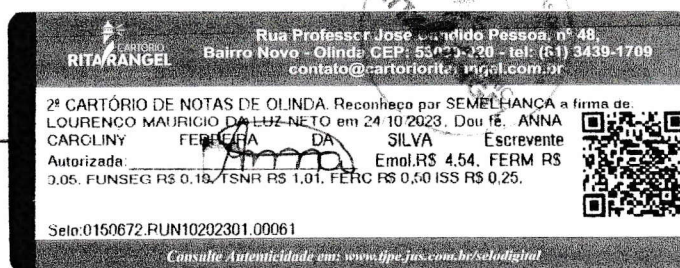 CARTÓRIO
RITA RANGEL
Rua Professor José Candido Pessoa, nº 48,
Bairro Novo - Olinda CEP: - tel: (81) 3439-1709
contato@cartorioritarangel.com.br
2º CARTÓRIO DE NOTAS DE OLINDA. Reconheço por SEMELHANÇA a firma de:
LOURENCO MAURICIO DA LUZ NETO em 24/10/2023. Dou fé. ANNA
CAROLINY FERREIRA DA SILVA Escrevente
Autorizada: Emol.R$ 4,54. FERM R$
0,05. FUNSEG R$ 0,10. TSNR R$ 1,01. FERC R$ 0,50 ISS R$ 0,25.
Selo:0150672.RUN10202301.00061
Consulte Autenticidade em: www.tjpe.jus.com.br/selodigital